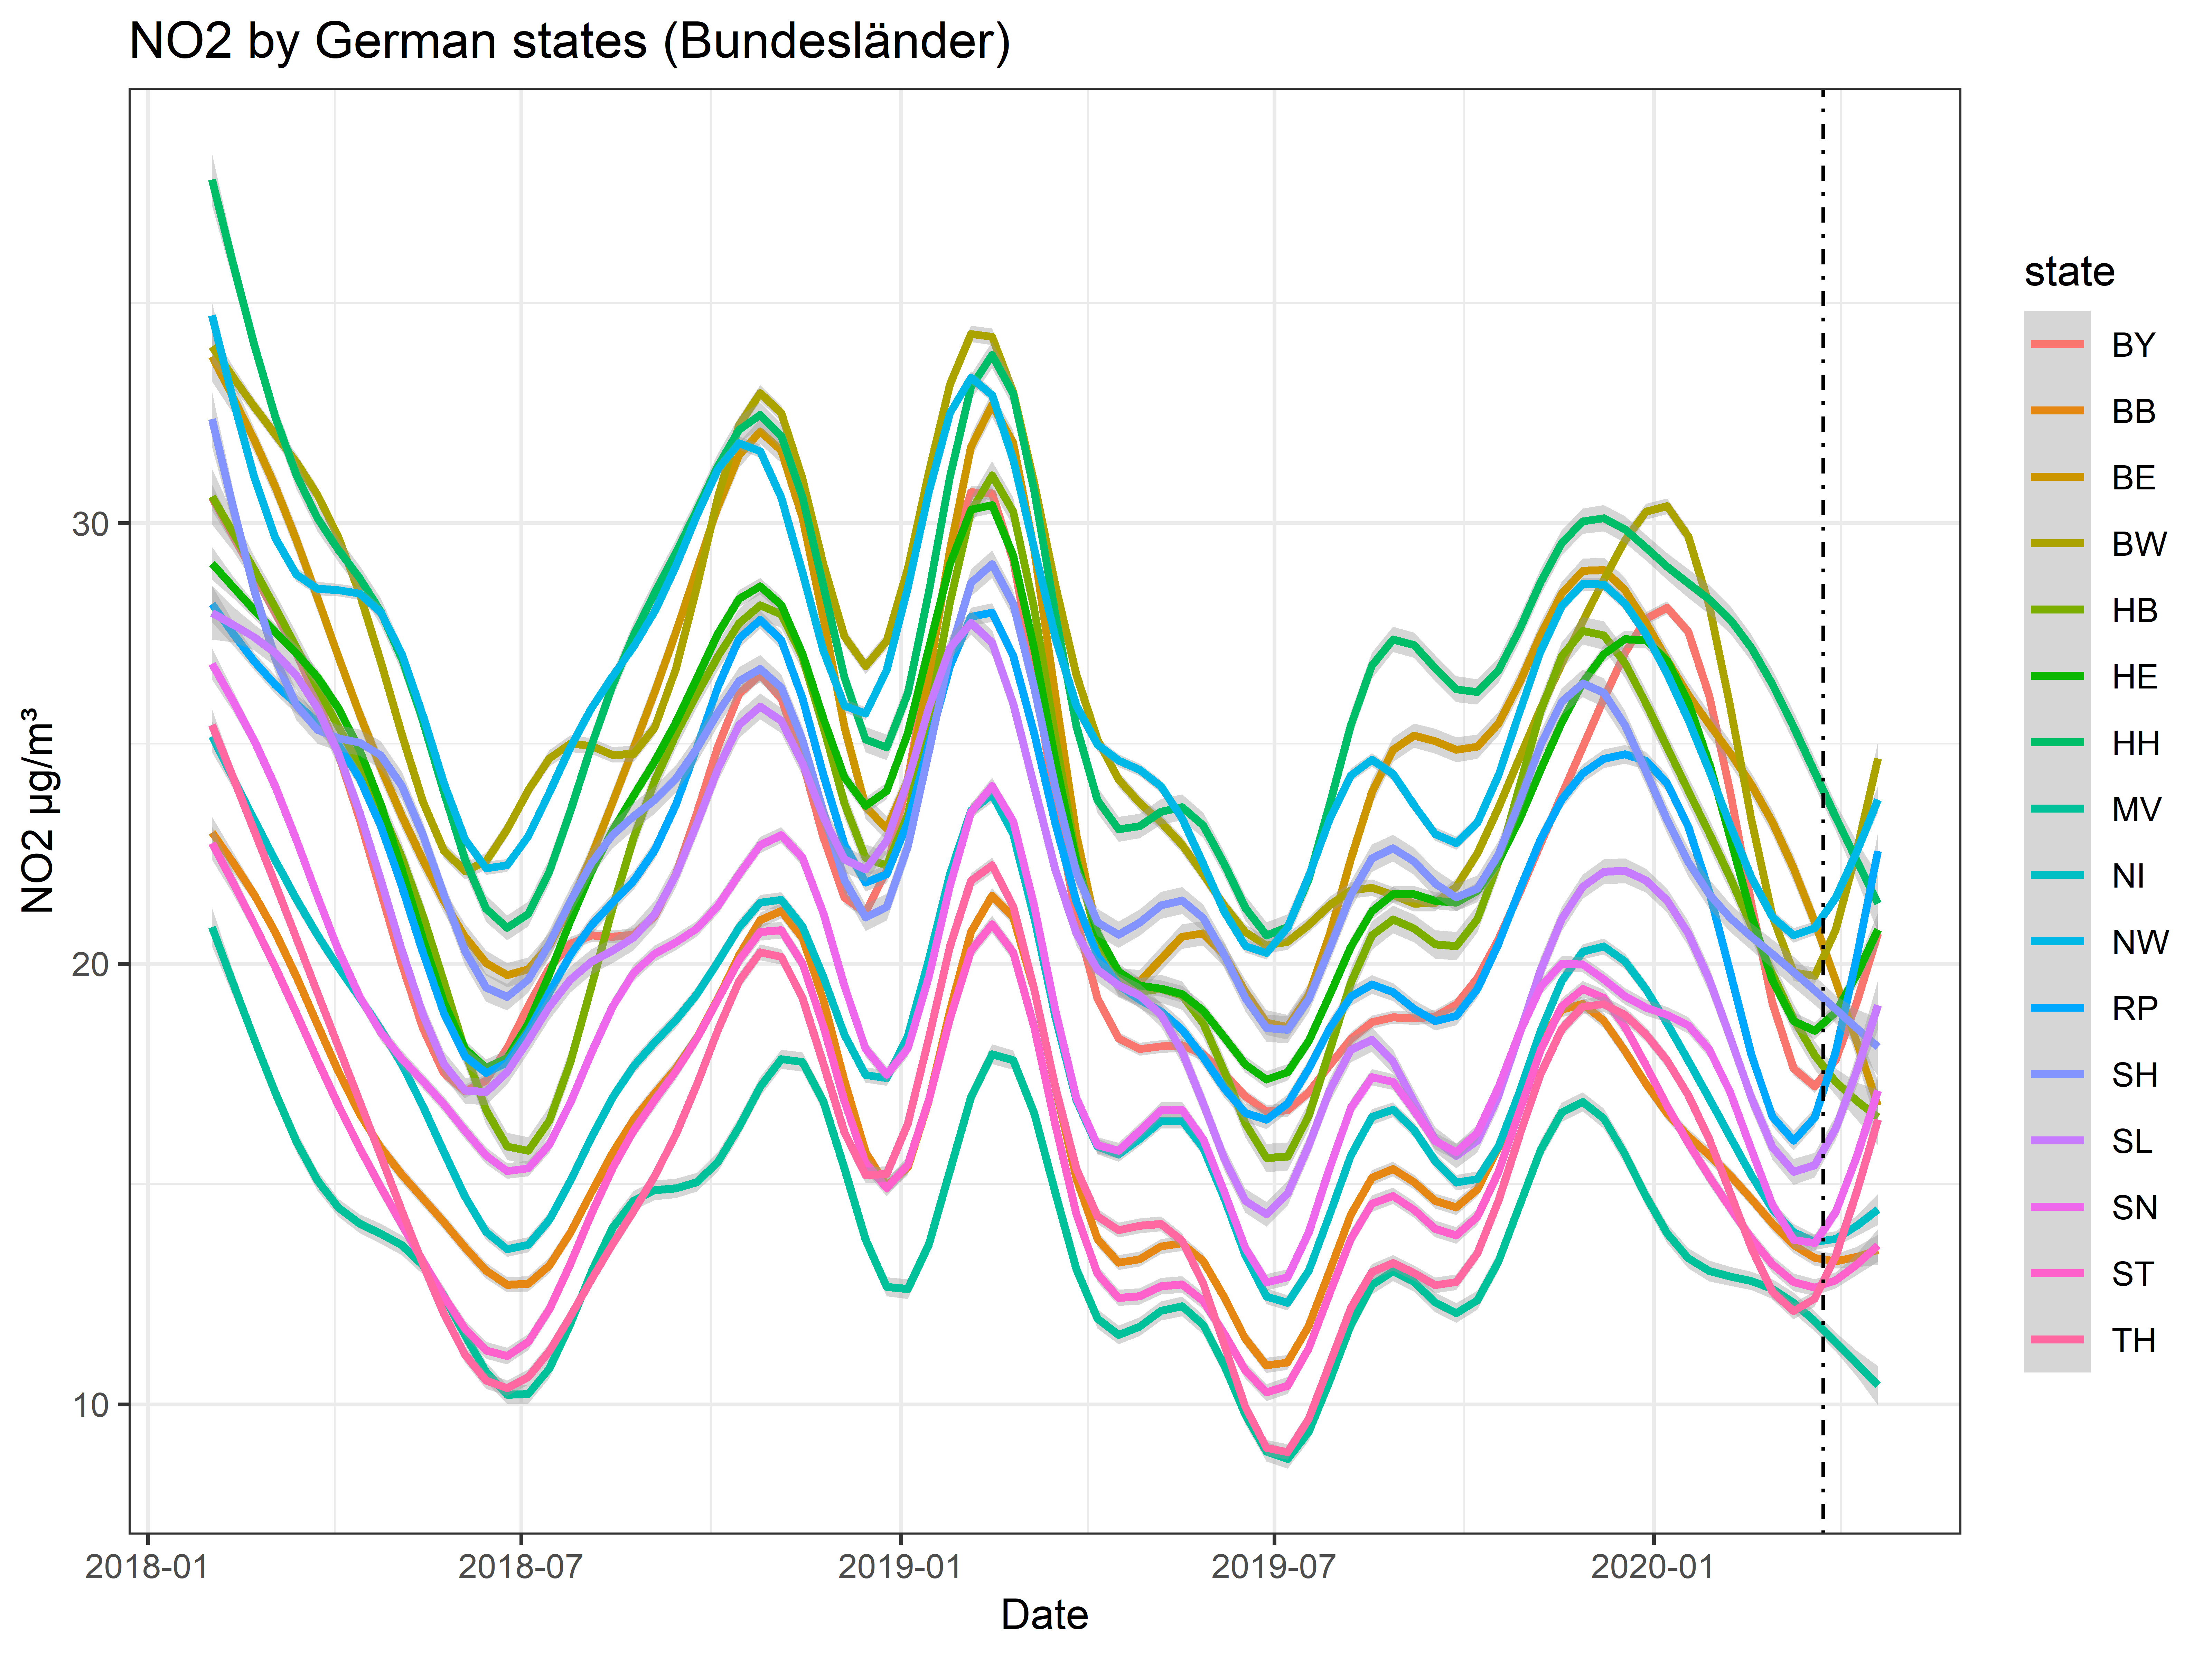 NO2 by German states (Bundesländer)
NO2 µg/m³
30
20
10
2018-01
2018-07
2019-01
2019-07
2020-01
Date
state
BY
BB
BE
BW
HB
HE
HH
MV
NI
NW
RP
SH
SL
SN
ST
TH